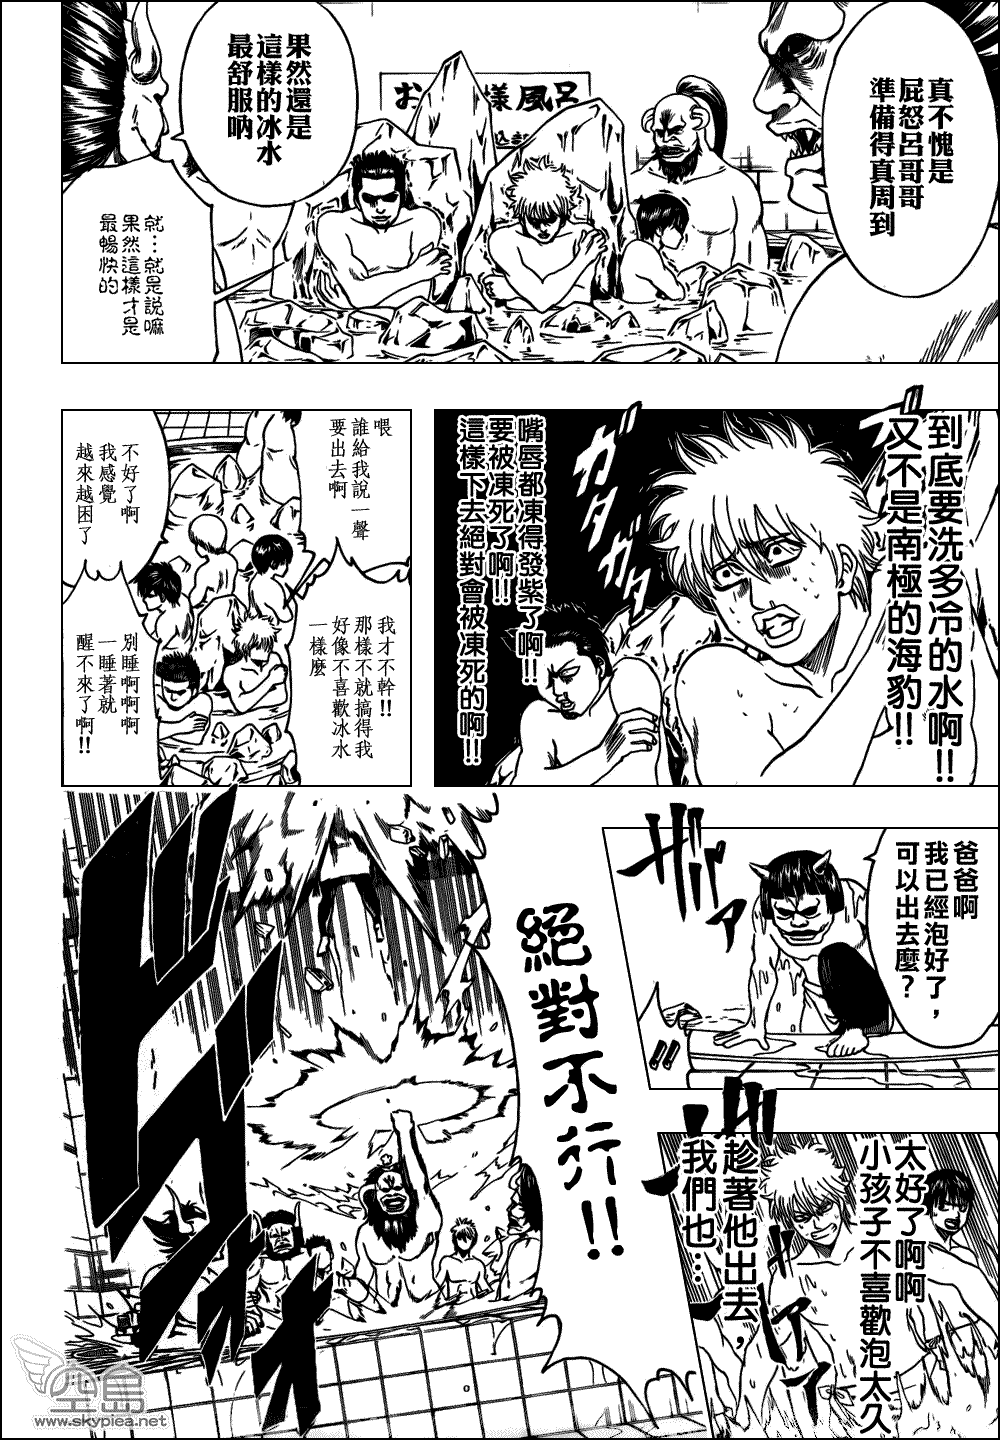 真不愧是
屁怒呂哥哥
準備得真周到
お
様風呂
果然還是
這樣的冰水
最舒服吶
就…就是說嘛
果然這樣才是
最暢快的
到底要洗多冷的水啊!!
又不是南極的海豹!!
ガタガタ
嘴唇都凍得發紫了啊!!
要被凍死了啊!!
這樣下去絕對會被凍死的啊!!
喂
誰給我說一聲
要出去啊
我才不幹!!
那樣不就搞得我
好像不喜歡冰水
一樣麼
不好了啊
我感覺
越來越困了
別睡啊啊啊
一睡著就
醒不來了啊!!
爸爸啊
我已經泡好了,
可以出去麼?
太好了啊啊
小孩子不喜歡泡太久
趁著他出去,
我們也…
絕對不行!!
空島
www.skypiea.net